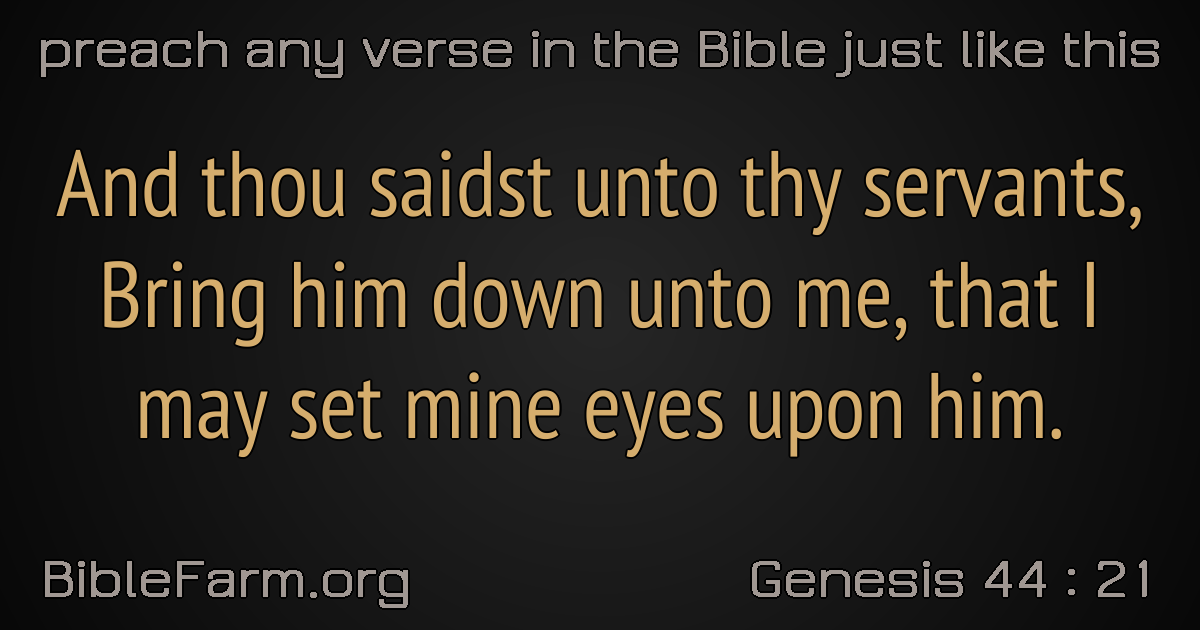 preach any verse in the Bible just like this
And thou saidst unto thy servants,
Bring him down unto me, that I
may set mine eyes upon him.
BibleFarm.org
Genesis 44 : 21